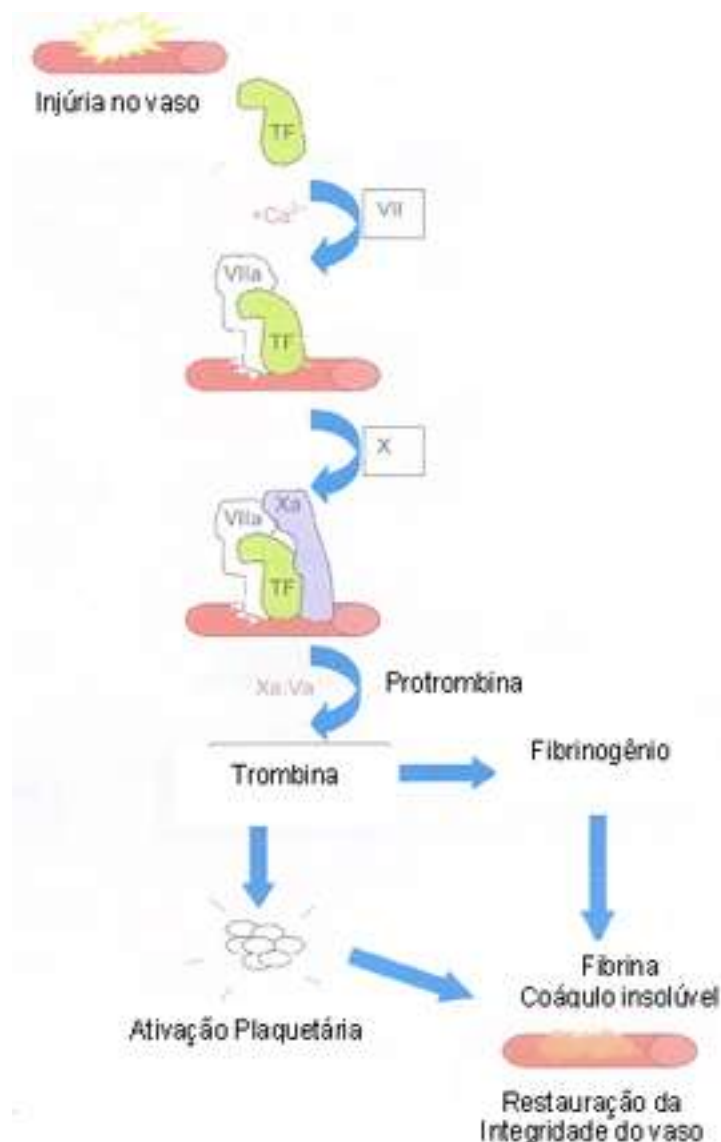 Injúria no vaso
TF
+Ca²⁺
VII
VIIa
TF
X
VIIa
Xa
TF
Xa:Va
Protrombina
Trombina
Fibrinogênio
Ativação Plaquetária
Fibrina
Coágulo insolúvel
Restauração da
Integridade do vaso